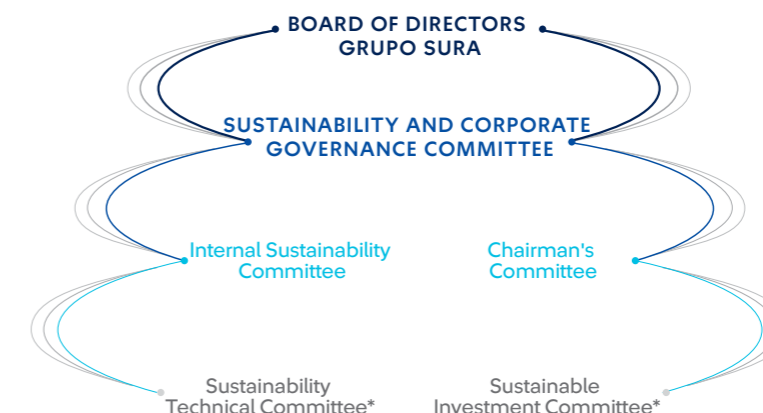 BOARD OF DIRECTORS
GRUPO SURA
SUSTAINABILITY AND CORPORATE
GOVERNANCE COMMITTEE
Internal Sustainability
Committee
Chairman's
Committee
Sustainability
Technical Committee*
Sustainable
Investment Committee*